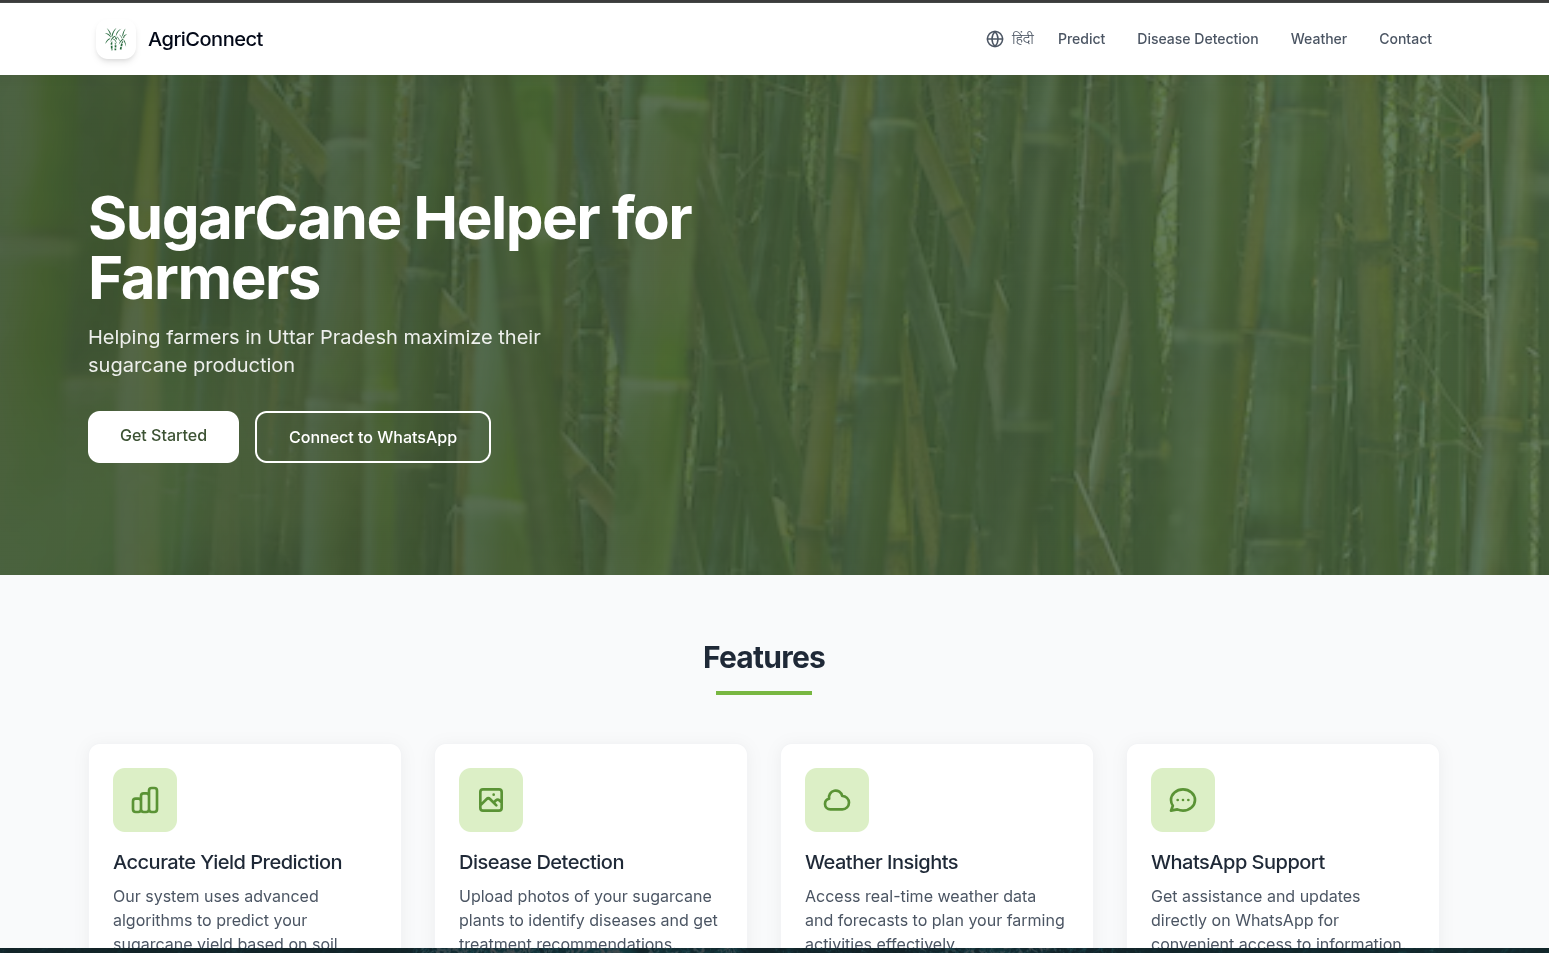 AgriConnect
हिंदी
Predict
Disease Detection
Weather
Contact
SugarCane Helper for
Farmers
Helping farmers in Uttar Pradesh maximize their
sugarcane production
Get Started
Connect to WhatsApp
Features
Accurate Yield Prediction
Our system uses advanced
algorithms to predict your
sugarcane yield based on soil
Disease Detection
Upload photos of your sugarcane
plants to identify diseases and get
treatment recommendations
Weather Insights
Access real-time weather data
and forecasts to plan your farming
activities effectively
WhatsApp Support
Get assistance and updates
directly on WhatsApp for
convenient access to information